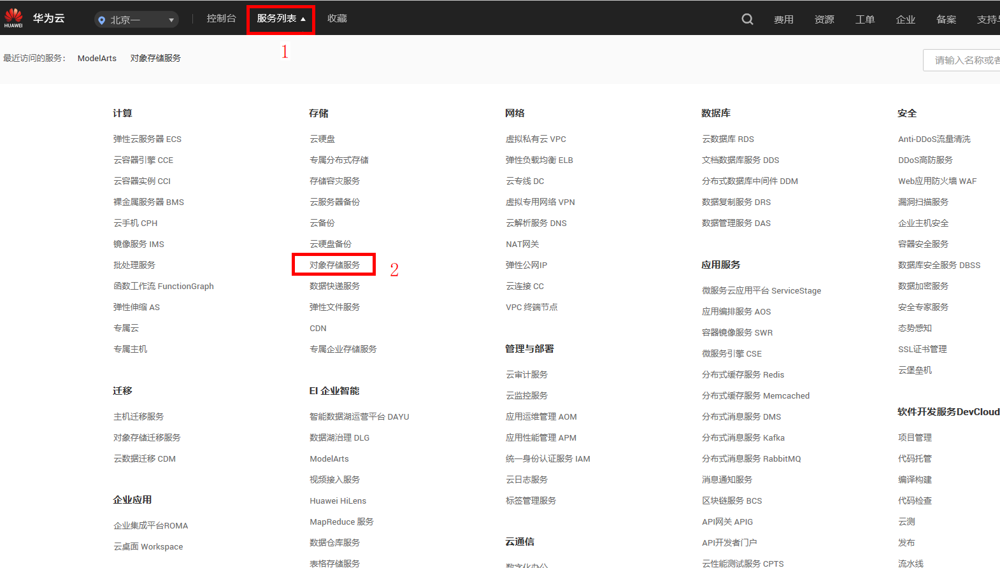 HUAWEI
华为云
北京一
控制台
服务列表
收藏
费用
资源
工单
企业
备案
支持与
1
最近访问的服务：
ModelArts
对象存储服务
请输入名称或者
计算
弹性云服务器 ECS
云容器引擎 CCE
云容器实例 CCI
裸金属服务器 BMS
云手机 CPH
镜像服务 IMS
批处理服务
函数工作流 FunctionGraph
弹性伸缩 AS
专属云
专属主机
迁移
主机迁移服务
对象存储迁移服务
云数据迁移 CDM
企业应用
企业集成平台ROMA
云桌面 Workspace
存储
云硬盘
专属分布式存储
存储容灾服务
云服务器备份
云备份
云硬盘备份
对象存储服务
2
数据快递服务
弹性文件服务
CDN
专属企业存储服务
EI 企业智能
智能数据湖运营平台 DAYU
数据湖治理 DLG
ModelArts
视频接入服务
Huawei HiLens
MapReduce 服务
数据仓库服务
表格存储服务
网络
虚拟私有云 VPC
弹性负载均衡 ELB
云专线 DC
虚拟专用网络 VPN
云解析服务 DNS
NAT网关
弹性公网IP
云连接 CC
VPC 终端节点
管理与部署
云审计服务
云监控服务
应用运维管理 AOM
应用性能管理 APM
统一身份认证服务 IAM
云日志服务
标签管理服务
云通信
数字化办公
数据库
云数据库 RDS
文档数据库服务 DDS
分布式数据库中间件 DDM
数据复制服务 DRS
数据管理服务 DAS
应用服务
微服务云应用平台 ServiceStage
应用编排服务 AOS
容器镜像服务 SWR
微服务引擎 CSE
分布式缓存服务 Redis
分布式缓存服务 Memcached
分布式消息服务 DMS
分布式消息服务 Kafka
分布式消息服务 RabbitMQ
消息通知服务
区块链服务 BCS
API网关 APIG
API开发者门户
云性能测试服务 CPTS
安全
Anti-DDoS流量清洗
DDoS高防服务
Web应用防火墙 WAF
漏洞扫描服务
企业主机安全
容器安全服务
数据库安全服务 DBSS
数据加密服务
安全专家服务
态势感知
SSL证书管理
云堡垒机
软件开发服务DevCloud
项目管理
代码托管
编译构建
代码检查
云测
发布
流水线